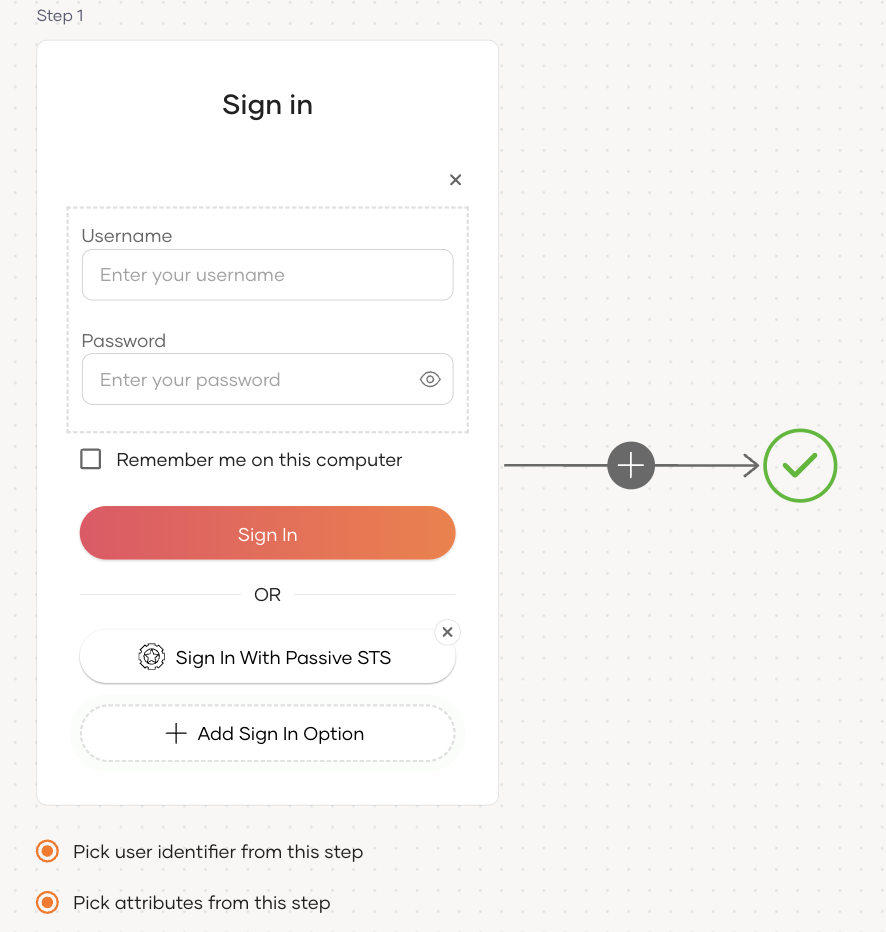 Step 1
Sign in
Username
Enter your username
Password
Enter your password
Remember me on this computer
Sign In
OR
Sign In With Passive STS
Add Sign In Option
Pick user identifier from this step
Pick attributes from this step